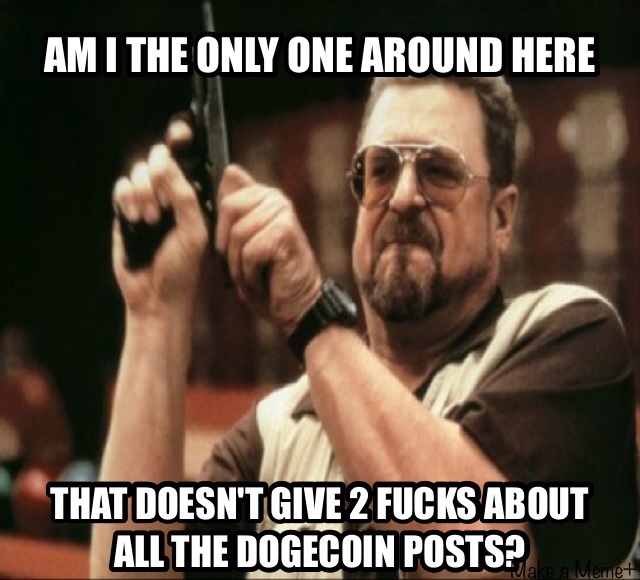 AM I THE ONLY ONE AROUND HERE
THAT DOESN'T GIVE 2 FUCKS ABOUT
ALL THE DOGECOIN POSTS?
Make a Meme+